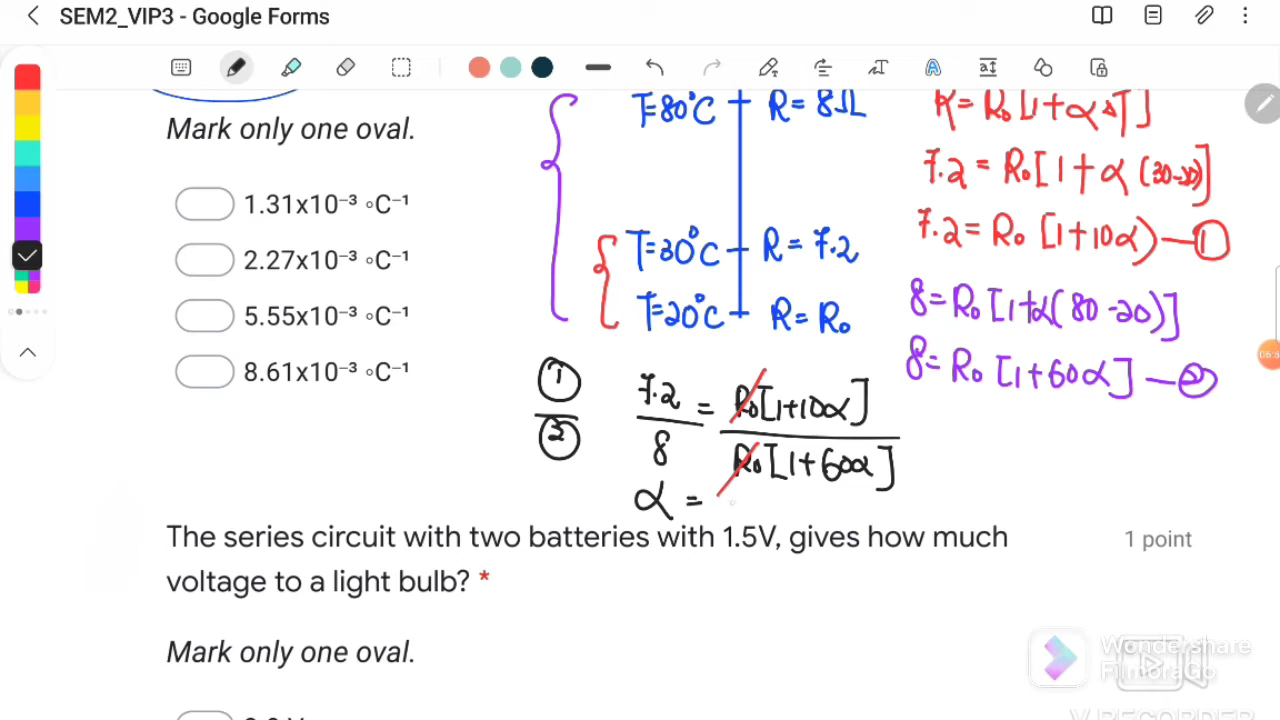 SEM2_VIP3 - Google Forms
T=80°C R = 8Ω
R = R₀ [1+α ΔT]
Mark only one oval.
7.2 = R₀ [1+ α (30-20)]
1.31x10⁻³ ∘C⁻¹
T=30°C R = 7.2
7.2 = R₀ [1+10α) — ①
2.27x10⁻³ ∘C⁻¹
5.55x10⁻³ ∘C⁻¹
T=20°C R = R₀
8 = R₀ [1+α(80-20)]
8.61x10⁻³ ∘C⁻¹
8 = R₀ [1+60α] — ②
①
②
7.2 = R₀[1+10α]
8 R₀[1+60α]
α =
The series circuit with two batteries with 1.5V, gives how much
1 point
voltage to a light bulb? *
Mark only one oval.
Wondershare
FilmoraGo
V RECORDER